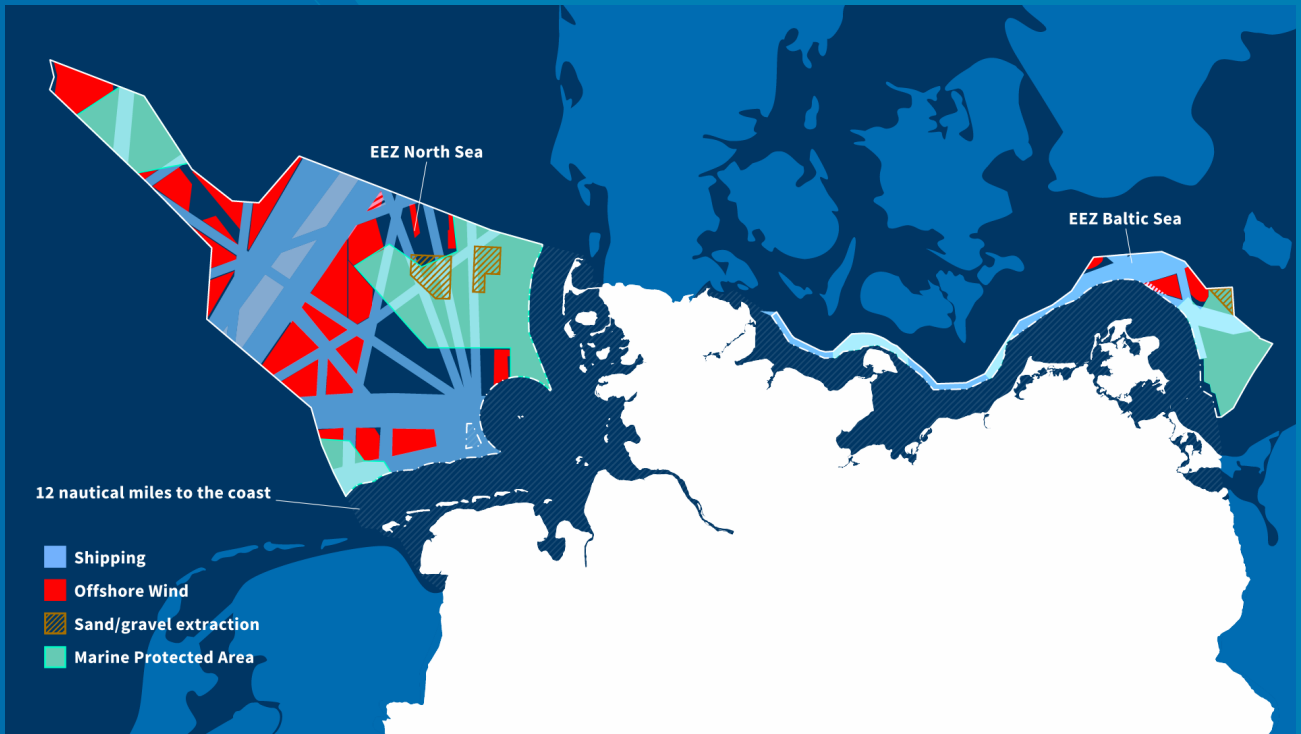 EEZ North Sea
EEZ Baltic Sea
12 nautical miles to the coast
Shipping
Offshore Wind
Sand/gravel extraction
Marine Protected Area